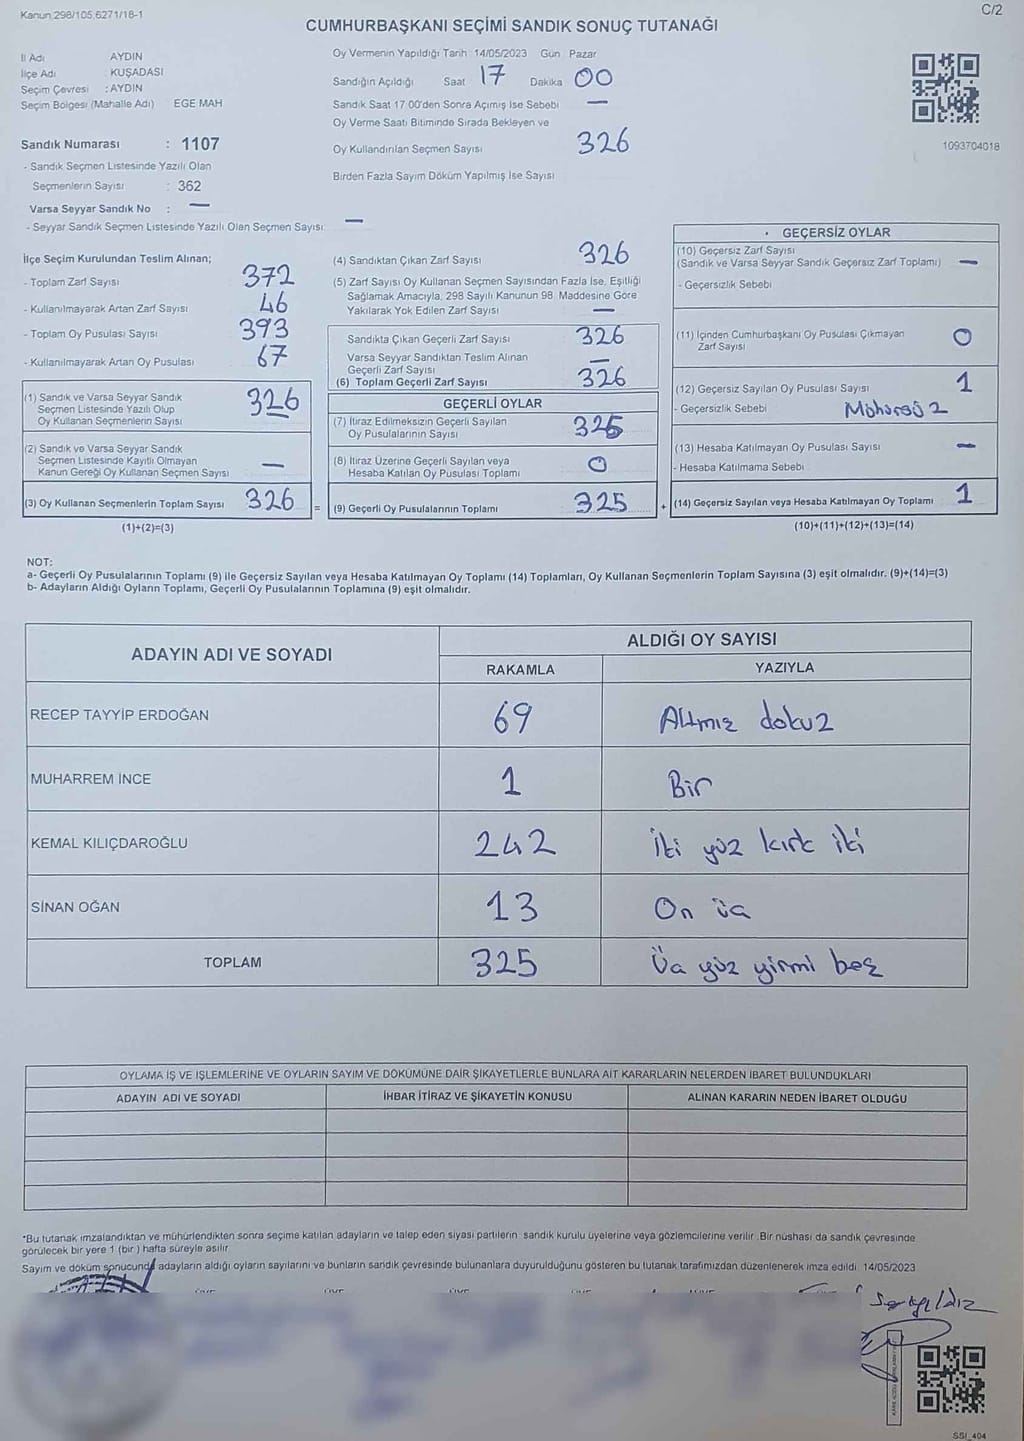 Kanun 298/105,6271/18-1
C/2
CUMHURBAŞKANI SEÇİMİ SANDIK SONUÇ TUTANAĞI
İl Adı AYDIN
İlçe Adı KUŞADASI
Seçim Çevresi : AYDIN
Seçim Bölgesi (Mahalle Adı) EGE MAH
Sandık Numarası : 1107
- Sandık Seçmen Listesinde Yazılı Olan
Seçmenlerin Sayısı : 362
Varsa Seyyar Sandık No : —
- Seyyar Sandık Seçmen Listesinde Yazılı Olan Seçmen Sayısı: —
Oy Vermenin Yapıldığı Tarih 14/05/2023 Gün Pazar
Sandığın Açıldığı Saat 17 Dakika 00
Sandık Saat 17.00'den Sonra Açılmış İse Sebebi —
Oy Verme Saati Bitiminde Sırada Bekleyen ve
Oy Kullandırılan Seçmen Sayısı 326
Birden Fazla Sayım Döküm Yapılmış İse Sayısı
1093704018
İlçe Seçim Kurulundan Teslim Alınan;
- Toplam Zarf Sayısı 372
- Kullanılmayarak Artan Zarf Sayısı 46
- Toplam Oy Pusulası Sayısı 393
- Kullanılmayarak Artan Oy Pusulası 67
(1) Sandık ve Varsa Seyyar Sandık
Seçmen Listesinde Yazılı Olup
Oy Kullanan Seçmenlerin Sayısı 326
(2) Sandık ve Varsa Seyyar Sandık
Seçmen Listesinde Kayıtlı Olmayan
Kanun Gereği Oy Kullanan Seçmen Sayısı —
(3) Oy Kullanan Seçmenlerin Toplam Sayısı 326 =
(1)+(2)=(3)
(4) Sandıktan Çıkan Zarf Sayısı 326
(5) Zarf Sayısı Oy Kullanan Seçmen Sayısından Fazla İse, Eşitliği
Sağlamak Amacıyla, 298 Sayılı Kanunun 98. Maddesine Göre
Yakılarak Yok Edilen Zarf Sayısı —
Sandıkta Çıkan Geçerli Zarf Sayısı 326
Varsa Seyyar Sandıktan Teslim Alınan
Geçerli Zarf Sayısı —
(6) Toplam Geçerli Zarf Sayısı 326
GEÇERLİ OYLAR
(7) İtiraz Edilmeksizin Geçerli Sayılan
Oy Pusulalarının Sayısı 325
(8) İtiraz Üzerine Geçerli Sayılan veya
Hesaba Katılan Oy Pusulası Toplamı 0
(9) Geçerli Oy Pusulalarının Toplamı 325 +
GEÇERSİZ OYLAR
(10) Geçersiz Zarf Sayısı
(Sandık ve Varsa Seyyar Sandık Geçersiz Zarf Toplamı) —
- Geçersizlik Sebebi
(11) İçinden Cumhurbaşkanı Oy Pusulası Çıkmayan
Zarf Sayısı 0
(12) Geçersiz Sayılan Oy Pusulası Sayısı 1
- Geçersizlik Sebebi Mühürsüz
(13) Hesaba Katılmayan Oy Pusulası Sayısı —
- Hesaba Katılmama Sebebi
(14) Geçersiz Sayılan veya Hesaba Katılmayan Oy Toplamı 1
(10)+(11)+(12)+(13)=(14)
NOT:
a- Geçerli Oy Pusulalarının Toplamı (9) ile Geçersiz Sayılan veya Hesaba Katılmayan Oy Toplamı (14) Toplamları, Oy Kullanan Seçmenlerin Toplam Sayısına (3) eşit olmalıdır. (9)+(14)=(3)
b- Adayların Aldığı Oyların Toplamı, Geçerli Oy Pusulalarının Toplamına (9) eşit olmalıdır.
ADAYIN ADI VE SOYADI ALDIĞI OY SAYISI
RAKAMLA YAZIYLA
RECEP TAYYİP ERDOĞAN 69 Altmış dokuz
MUHARREM İNCE 1 Bir
KEMAL KILIÇDAROĞLU 242 İki yüz kırk iki
SİNAN OĞAN 13 On üç
TOPLAM 325 Üç yüz yirmi beş
OYLAMA İŞ VE İŞLEMLERİNE VE OYLARIN SAYIM VE DÖKÜMÜNE DAİR ŞİKAYETLERLE BUNLARA AİT KARARLARIN NELERDEN İBARET BULUNDUKLARI
ADAYIN ADI VE SOYADI İHBAR İTİRAZ VE ŞİKAYETİN KONUSU ALINAN KARARIN NEDEN İBARET OLDUĞU
*Bu tutanak imzalandıktan ve mühürlendikten sonra seçime katılan adayların ve talep eden siyasi partilerin sandık kurulu üyelerine veya gözlemcilerine verilir. Bir nüshası da sandık çevresinde
görülecek bir yere 1 (bir) hafta süreyle asılır
Sayım ve döküm sonucunda adayların aldığı oyların sayılarını ve bunların sandık çevresinde bulunanlara duyurulduğunu gösteren bu tutanak tarafımızdan düzenlenerek imza edildi. 14/05/2023
SSI_404